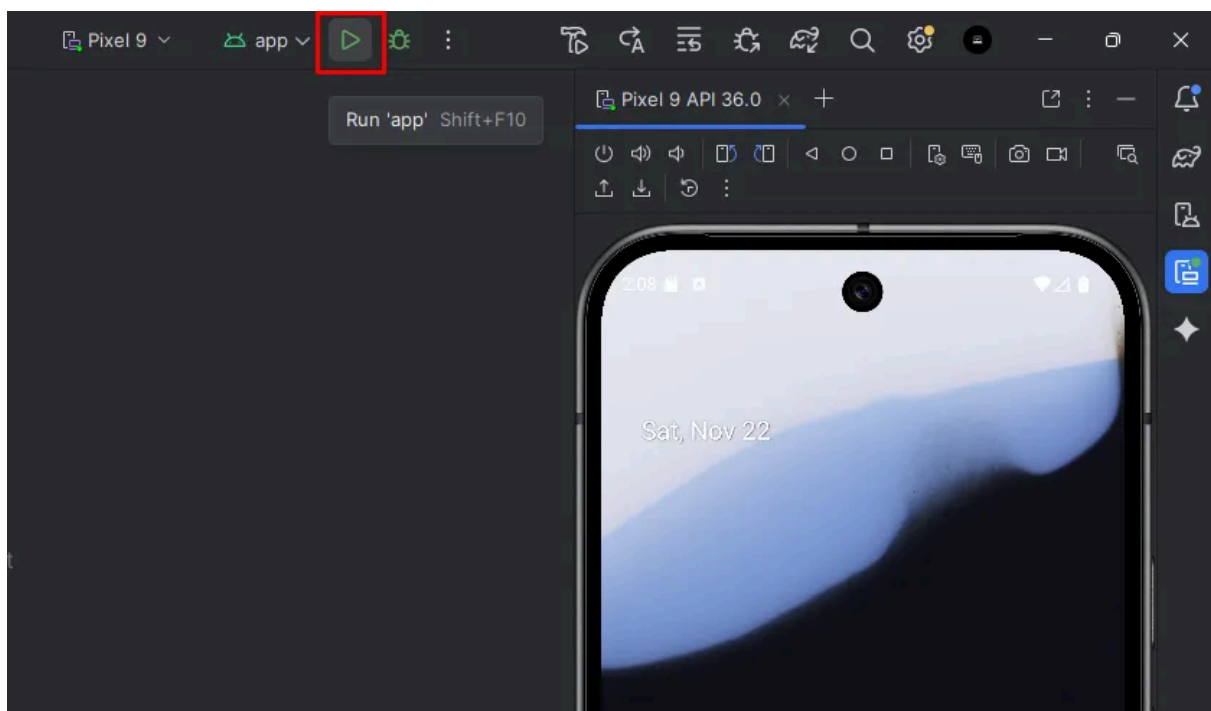 Pixel 9
app
Run 'app' Shift+F10
Pixel 9 API 36.0
2:08
Sat, Nov 22
t